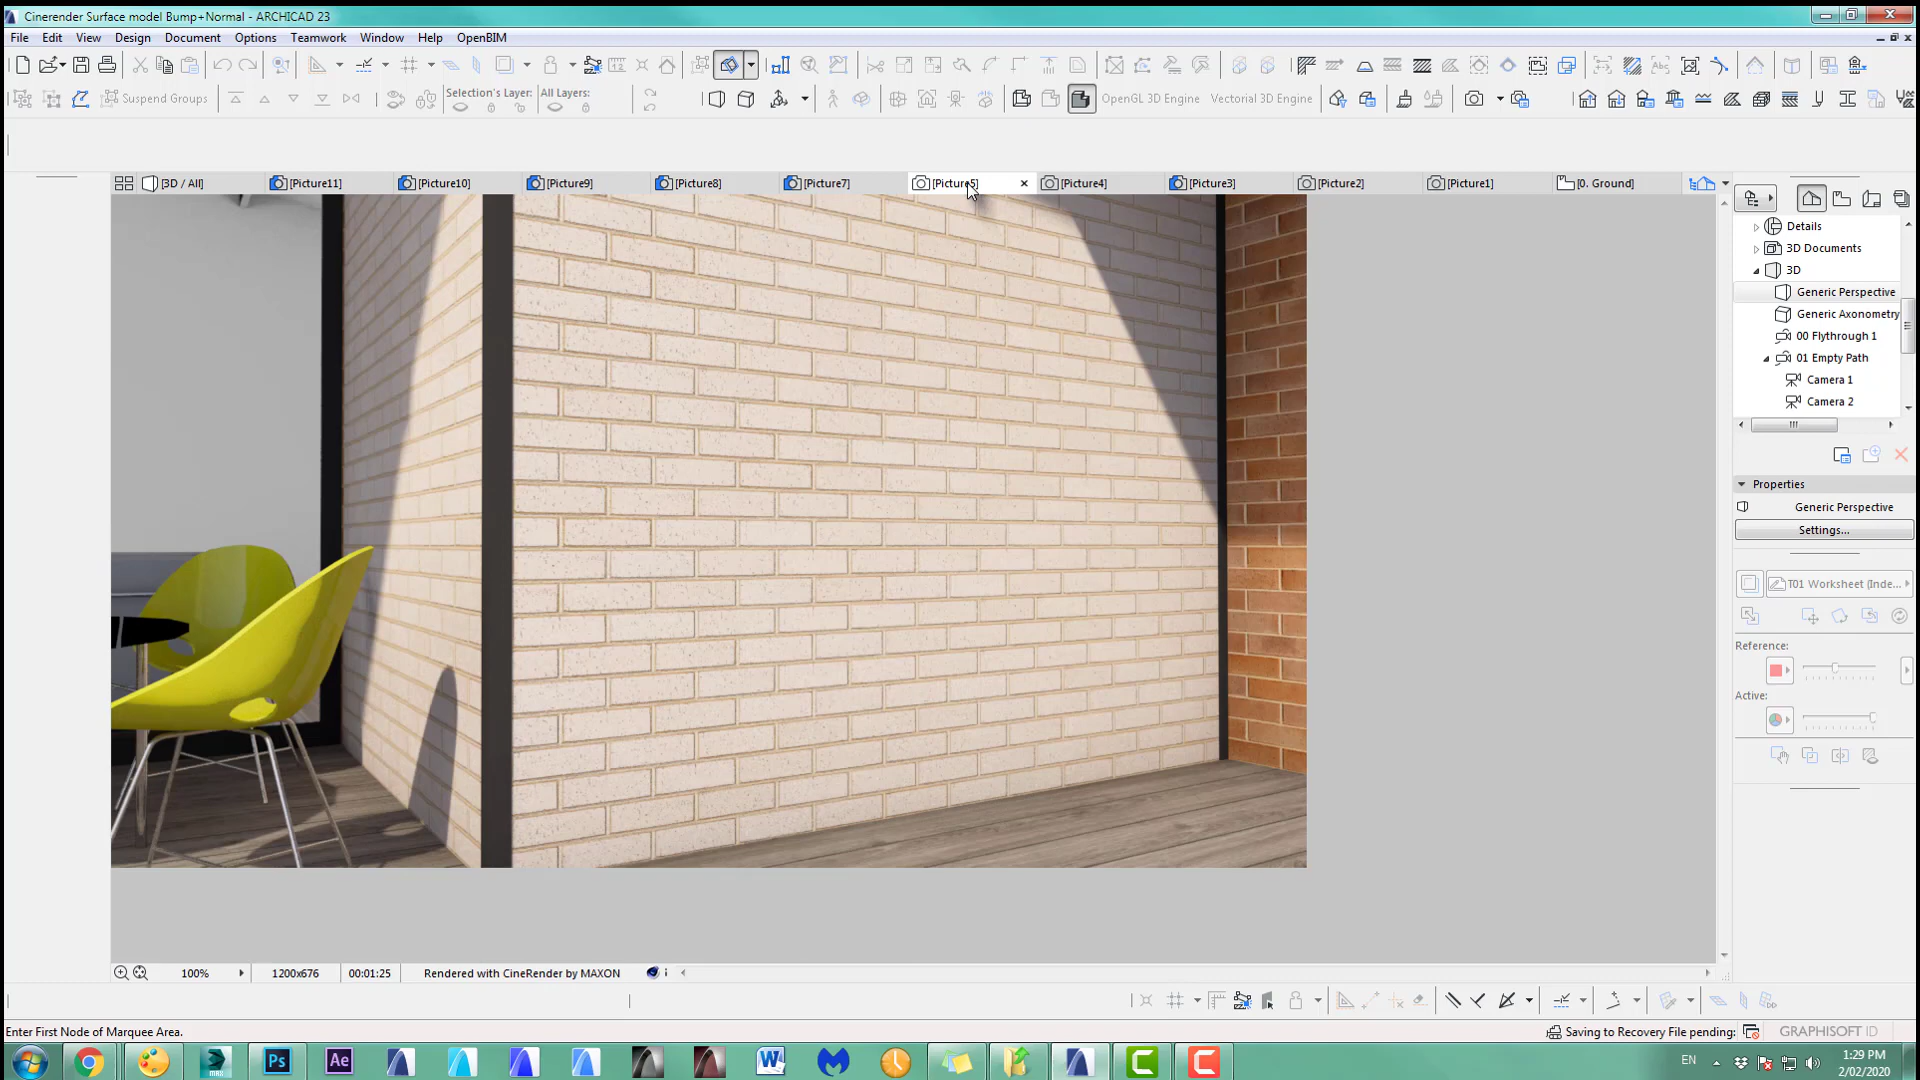 Cinerender Surface model Bump+Normal - ARCHICAD 23
File Edit View Design Document Options Teamwork Window Help OpenBIM
Suspend Groups
Selection's Layer:
All Layers:
OpenGL 3D Engine
Vectorial 3D Engine
[3D / All]
[Picture11]
[Picture10]
[Picture9]
[Picture8]
[Picture7]
[Picture5]
[Picture4]
[Picture3]
[Picture2]
[Picture1]
[0. Ground]
Details
3D Documents
3D
Generic Perspective
Generic Axonometry
00 Flythrough 1
01 Empty Path
Camera 1
Camera 2
Properties
Generic Perspective
Settings...
T01 Worksheet (Inde...
Reference:
Active:
100%
1200x676
00:01:25
Rendered with CineRender by MAXON
Enter First Node of Marquee Area.
Saving to Recovery File pending:
GRAPHISOFT ID
Ps
Ae
W
EN
1:29 PM
2/02/2020